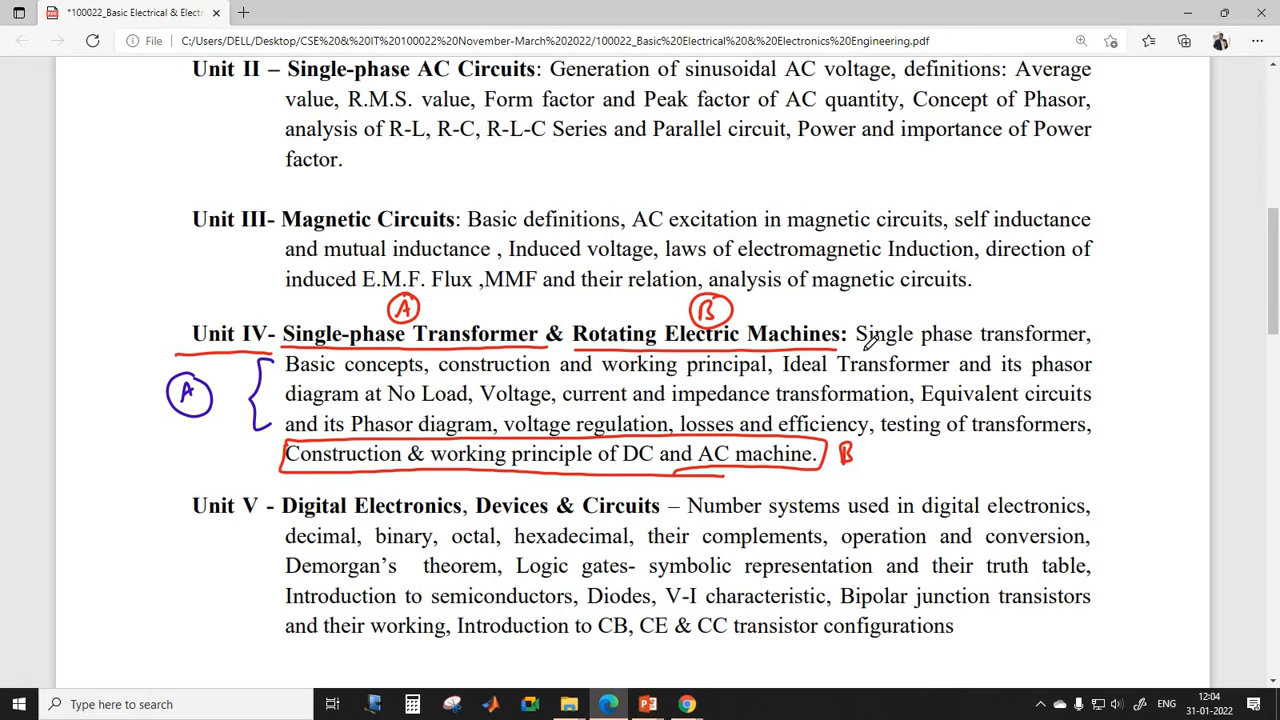 *100022_Basic Electrical & Electr
File C:/Users/DELL/Desktop/CSE%20&%20IT%20100022%20November-March%202022/100022_Basic%20Electrical%20&%20Electronics%20Engineering.pdf
Unit II – Single-phase AC Circuits: Generation of sinusoidal AC voltage, definitions: Average
value, R.M.S. value, Form factor and Peak factor of AC quantity, Concept of Phasor,
analysis of R-L, R-C, R-L-C Series and Parallel circuit, Power and importance of Power
factor.
Unit III- Magnetic Circuits: Basic definitions, AC excitation in magnetic circuits, self inductance
and mutual inductance , Induced voltage, laws of electromagnetic Induction, direction of
induced E.M.F. Flux ,MMF and their relation, analysis of magnetic circuits.
A B
Unit IV- Single-phase Transformer & Rotating Electric Machines: Single phase transformer,
Basic concepts, construction and working principal, Ideal Transformer and its phasor
A diagram at No Load, Voltage, current and impedance transformation, Equivalent circuits
and its Phasor diagram, voltage regulation, losses and efficiency, testing of transformers,
Construction & working principle of DC and AC machine. B
Unit V - Digital Electronics, Devices & Circuits – Number systems used in digital electronics,
decimal, binary, octal, hexadecimal, their complements, operation and conversion,
Demorgan’s theorem, Logic gates- symbolic representation and their truth table,
Introduction to semiconductors, Diodes, V-I characteristic, Bipolar junction transistors
and their working, Introduction to CB, CE & CC transistor configurations
Type here to search
ENG
12:04
31-01-2022